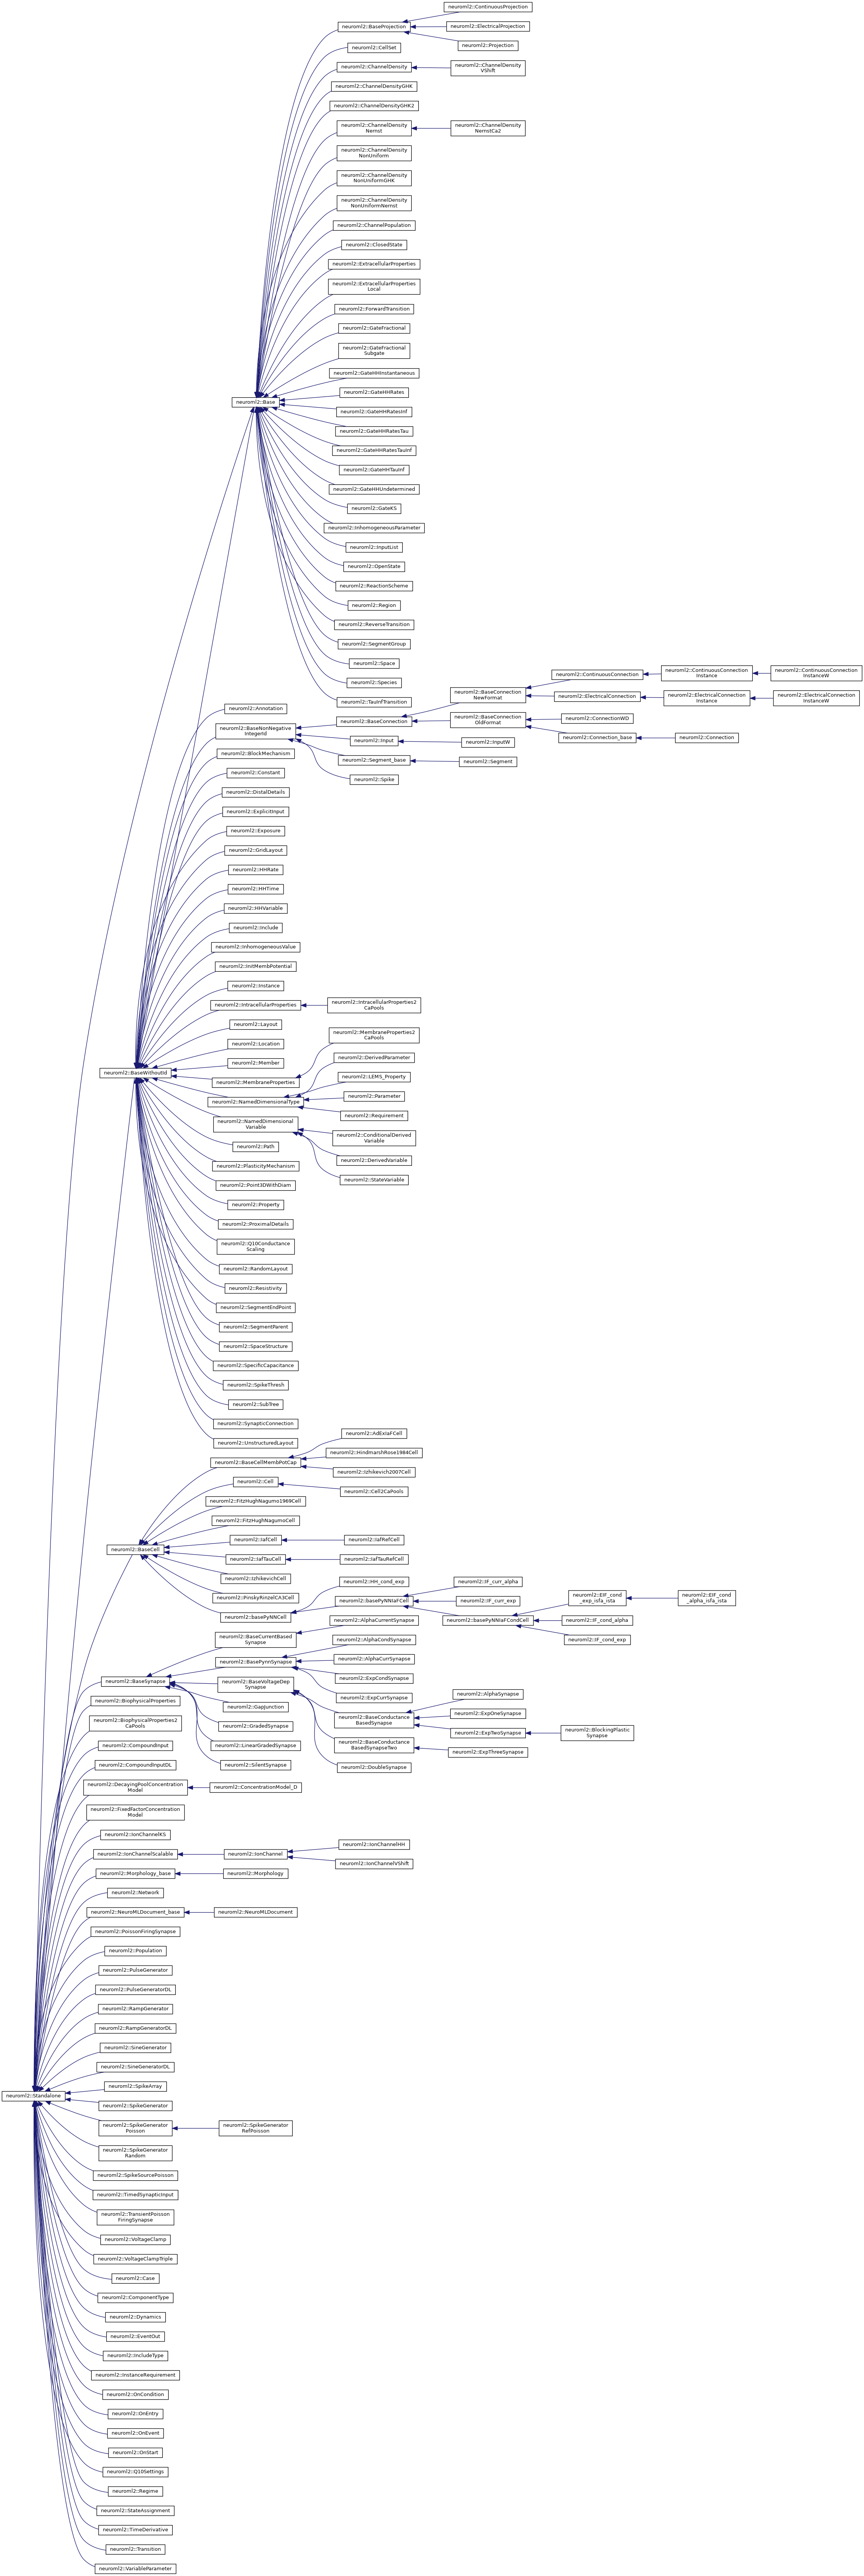 neuroml2::ContinuousProjection
neuroml2::BaseProjection
neuroml2::ElectricalProjection
neuroml2::Projection
neuroml2::CellSet
neuroml2::ChannelDensity
neuroml2::ChannelDensity
VShift
neuroml2::ChannelDensityGHK
neuroml2::ChannelDensityGHK2
neuroml2::ChannelDensity
Nernst
neuroml2::ChannelDensity
NernstCa2
neuroml2::ChannelDensity
NonUniform
neuroml2::ChannelDensity
NonUniformGHK
neuroml2::ChannelDensity
NonUniformNernst
neuroml2::ChannelPopulation
neuroml2::ClosedState
neuroml2::ExtracellularProperties
neuroml2::ExtracellularProperties
Local
neuroml2::ForwardTransition
neuroml2::GateFractional
neuroml2::GateFractional
Subgate
neuroml2::GateHHInstantaneous
neuroml2::GateHHRates
neuroml2::Base
neuroml2::GateHHRatesInf
neuroml2::GateHHRatesTau
neuroml2::GateHHRatesTauInf
neuroml2::GateHHTauInf
neuroml2::GateHHUndetermined
neuroml2::GateKS
neuroml2::InhomogeneousParameter
neuroml2::InputList
neuroml2::OpenState
neuroml2::ReactionScheme
neuroml2::Region
neuroml2::ReverseTransition
neuroml2::SegmentGroup
neuroml2::Space
neuroml2::Species
neuroml2::TauInfTransition
neuroml2::ContinuousConnection
neuroml2::ContinuousConnection
Instance
neuroml2::ContinuousConnection
InstanceW
neuroml2::BaseConnection
NewFormat
neuroml2::ElectricalConnection
neuroml2::ElectricalConnection
Instance
neuroml2::ElectricalConnection
InstanceW
neuroml2::Annotation
neuroml2::BaseConnection
neuroml2::BaseConnection
OldFormat
neuroml2::ConnectionWD
neuroml2::BaseNonNegative
IntegerId
neuroml2::Input
neuroml2::InputW
neuroml2::Connection_base
neuroml2::Connection
neuroml2::BlockMechanism
neuroml2::Segment_base
neuroml2::Segment
neuroml2::Constant
neuroml2::Spike
neuroml2::DistalDetails
neuroml2::ExplicitInput
neuroml2::Exposure
neuroml2::GridLayout
neuroml2::HHRate
neuroml2::HHTime
neuroml2::HHVariable
neuroml2::Include
neuroml2::InhomogeneousValue
neuroml2::InitMembPotential
neuroml2::Instance
neuroml2::IntracellularProperties
neuroml2::IntracellularProperties2
CaPools
neuroml2::Layout
neuroml2::MembraneProperties2
CaPools
neuroml2::Location
neuroml2::DerivedParameter
neuroml2::Member
neuroml2::BaseWithoutId
neuroml2::LEMS_Property
neuroml2::MembraneProperties
neuroml2::Parameter
neuroml2::NamedDimensionalType
neuroml2::Requirement
neuroml2::NamedDimensional
Variable
neuroml2::ConditionalDerived
Variable
neuroml2::Path
neuroml2::DerivedVariable
neuroml2::PlasticityMechanism
neuroml2::StateVariable
neuroml2::Point3DWithDiam
neuroml2::Property
neuroml2::ProximalDetails
neuroml2::Q10Conductance
Scaling
neuroml2::RandomLayout
neuroml2::Resistivity
neuroml2::SegmentEndPoint
neuroml2::SegmentParent
neuroml2::SpaceStructure
neuroml2::SpecificCapacitance
neuroml2::SpikeThresh
neuroml2::SubTree
neuroml2::SynapticConnection
neuroml2::AdExIaFCell
neuroml2::UnstructuredLayout
neuroml2::HindmarshRose1984Cell
neuroml2::BaseCellMembPotCap
neuroml2::Izhikevich2007Cell
neuroml2::Cell
neuroml2::Cell2CaPools
neuroml2::FitzHughNagumo1969Cell
neuroml2::FitzHughNagumoCell
neuroml2::IafCell
neuroml2::IafRefCell
neuroml2::BaseCell
neuroml2::IafTauCell
neuroml2::IafTauRefCell
neuroml2::IzhikevichCell
neuroml2::HH_cond_exp
neuroml2::IF_curr_alpha
neuroml2::PinskyRinzelCA3Cell
neuroml2::basePyNNIaFCell
neuroml2::IF_curr_exp
neuroml2::EIF_cond
_exp_isfa_ista
neuroml2::EIF_cond
_alpha_isfa_ista
neuroml2::basePyNNCell
neuroml2::basePyNNIaFCondCell
neuroml2::IF_cond_alpha
neuroml2::AlphaCurrentSynapse
neuroml2::IF_cond_exp
neuroml2::BaseCurrentBased
Synapse
neuroml2::AlphaCondSynapse
neuroml2::BasePynnSynapse
neuroml2::AlphaCurrSynapse
neuroml2::BaseSynapse
neuroml2::BaseVoltageDep
Synapse
neuroml2::ExpCondSynapse
neuroml2::ExpCurrSynapse
neuroml2::AlphaSynapse
neuroml2::BiophysicalProperties
neuroml2::GapJunction
neuroml2::BaseConductance
BasedSynapse
neuroml2::ExpOneSynapse
neuroml2::BiophysicalProperties2
CaPools
neuroml2::GradedSynapse
neuroml2::ExpTwoSynapse
neuroml2::BlockingPlastic
Synapse
neuroml2::CompoundInput
neuroml2::LinearGradedSynapse
neuroml2::BaseConductance
BasedSynapseTwo
neuroml2::ExpThreeSynapse
neuroml2::CompoundInputDL
neuroml2::SilentSynapse
neuroml2::DoubleSynapse
neuroml2::DecayingPoolConcentration
Model
neuroml2::ConcentrationModel_D
neuroml2::FixedFactorConcentration
Model
neuroml2::IonChannelKS
neuroml2::IonChannelHH
neuroml2::IonChannelScalable
neuroml2::IonChannel
neuroml2::IonChannelVShift
neuroml2::Morphology_base
neuroml2::Morphology
neuroml2::Network
neuroml2::NeuroMLDocument_base
neuroml2::NeuroMLDocument
neuroml2::PoissonFiringSynapse
neuroml2::Population
neuroml2::PulseGenerator
neuroml2::PulseGeneratorDL
neuroml2::RampGenerator
neuroml2::RampGeneratorDL
neuroml2::SineGenerator
neuroml2::SineGeneratorDL
neuroml2::SpikeArray
neuroml2::Standalone
neuroml2::SpikeGenerator
neuroml2::SpikeGenerator
Poisson
neuroml2::SpikeGenerator
RefPoisson
neuroml2::SpikeGenerator
Random
neuroml2::SpikeSourcePoisson
neuroml2::TimedSynapticInput
neuroml2::TransientPoisson
FiringSynapse
neuroml2::VoltageClamp
neuroml2::VoltageClampTriple
neuroml2::Case
neuroml2::ComponentType
neuroml2::Dynamics
neuroml2::EventOut
neuroml2::IncludeType
neuroml2::InstanceRequirement
neuroml2::OnCondition
neuroml2::OnEntry
neuroml2::OnEvent
neuroml2::OnStart
neuroml2::Q10Settings
neuroml2::Regime
neuroml2::StateAssignment
neuroml2::TimeDerivative
neuroml2::Transition
neuroml2::VariableParameter